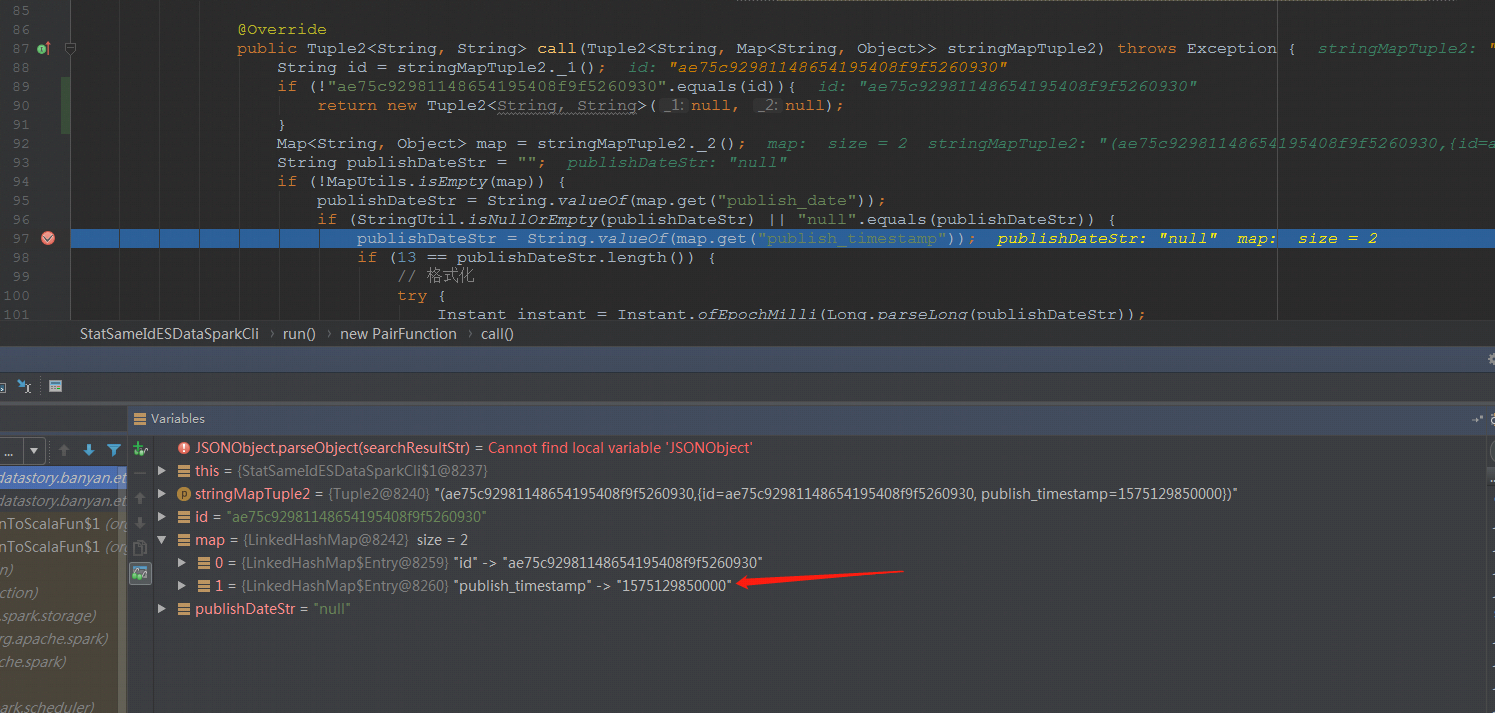 85
86 @Override
87 public Tuple2<String, String> call(Tuple2<String, Map<String, Object>> stringMapTuple2) throws Exception { stringMapTuple2: "
88 String id = stringMapTuple2._1(); id: "ae75c92981148654195408f9f5260930"
89 if (!"ae75c92981148654195408f9f5260930".equals(id)){ id: "ae75c92981148654195408f9f5260930"
90 return new Tuple2<String, String>( _1: null, _2: null);
91 }
92 Map<String, Object> map = stringMapTuple2._2(); map: size = 2 stringMapTuple2: "(ae75c92981148654195408f9f5260930,{id=a
93 String publishDateStr = ""; publishDateStr: "null"
94 if (!MapUtils.isEmpty(map)) {
95 publishDateStr = String.valueOf(map.get("publish_date"));
96 if (StringUtil.isNullOrEmpty(publishDateStr) || "null".equals(publishDateStr)) {
97 publishDateStr = String.valueOf(map.get("publish_timestamp")); publishDateStr: "null" map: size = 2
98 if (13 == publishDateStr.length()) {
99 // 格式化
100 try {
101 Instant instant = Instant.ofEpochMilli(Long.parseLong(publishDateStr));
StatSameIdESDataSparkCli › run() › new PairFunction › call()
Variables
JSONObject.parseObject(searchResultStr) = Cannot find local variable 'JSONObject'
this = {StatSameIdESDataSparkCli$1@8237}
datastory.banyan.et
stringMapTuple2 = {Tuple2@8240} "(ae75c92981148654195408f9f5260930,{id=ae75c92981148654195408f9f5260930, publish_timestamp=1575129850000})"
datastory.banyan.et
id = "ae75c92981148654195408f9f5260930"
nToScalaFun$1 (org
map = {LinkedHashMap@8242} size = 2
nToScalaFun$1 (org
0 = {LinkedHashMap$Entry@8259} "id" -> "ae75c92981148654195408f9f5260930"
n)
1 = {LinkedHashMap$Entry@8260} "publish_timestamp" -> "1575129850000"
ction)
publishDateStr = "null"
.spark.storage)
rg.apache.spark)
che.spark)
ark.scheduler)